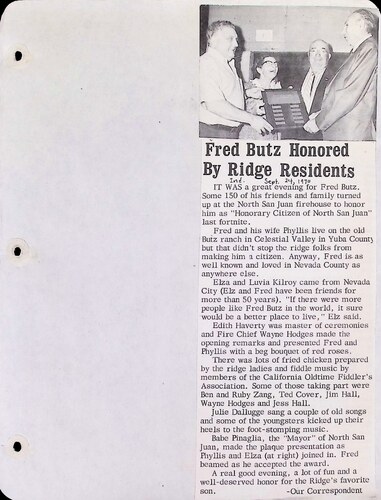 Fred Butz Honored
By Ridge Residents
Ind. Sept. 24, 1970
IT WAS a great evening for Fred Butz.
Some 150 of his friends and family turned
up at the North San Juan firehouse to honor
him as "Honorary Citizen of North San Juan"
last fortnite.
Fred and his wife Phyllis live on the old
Butz ranch in Celestial Valley in Yuba County
but that didn't stop the ridge folks from
making him a citizen. Anyway, Fred is as
well known and loved in Nevada County as
anywhere else.
Elza and Luvia Kilroy came from Nevada
City (Elz and Fred have been friends for
more than 50 years). "If there were more
people like Fred Butz in the world, it sure
would be a better place to live," Elz said.
Edith Haverty was master of ceremonies
and Fire Chief Wayne Hodges made the
opening remarks and presented Fred and
Phyllis with a beg bouquet of red roses.
There was lots of fried chicken prepared
by the ridge ladies and fiddle music by
members of the California Oldtime Fiddler's
Association. Some of those taking part were
Ben and Ruby Zang, Ted Cover, Jim Hall,
Wayne Hodges and Jess Hall.
Julie Dallugge sang a couple of old songs
and some of the youngsters kicked up their
heels to the foot-stomping music.
Babe Pinaglia, the "Mayor" of North San
Juan, made the plaque presentation as
Phyllis and Elza (at right) joined in. Fred
beamed as he accepted the award.
A real good evening, a lot of fun and a
well-deserved honor for the Ridge's favorite
son. -Our Correspondent